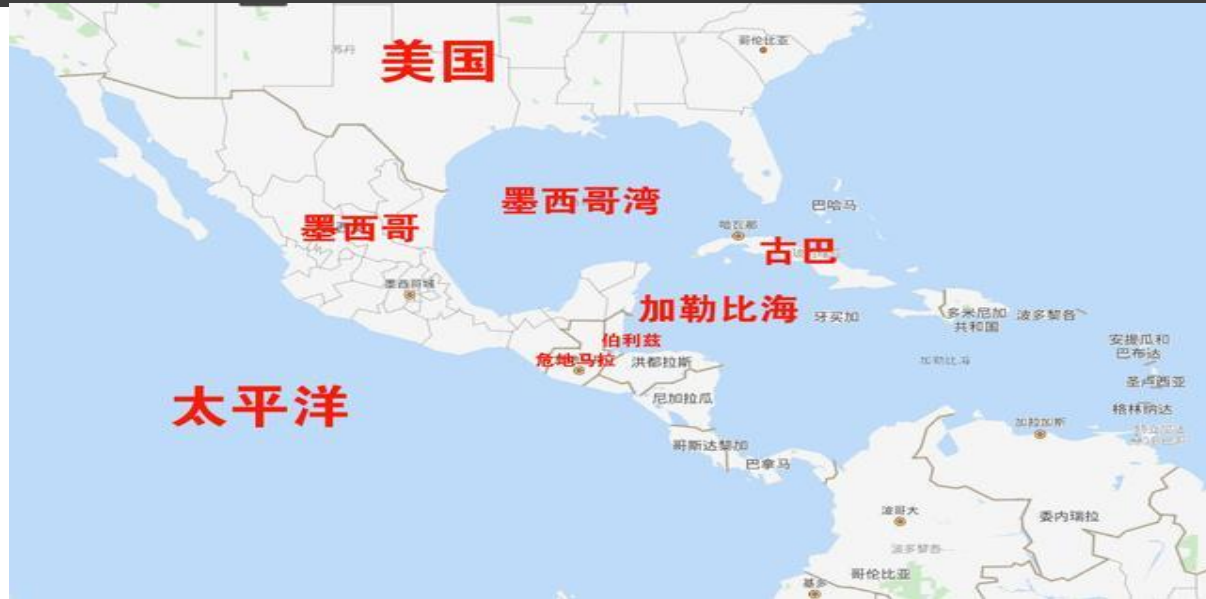 美国
哥伦比亚
墨西哥湾
巴哈马
墨西哥
哈瓦那
古巴
墨西哥城
加勒比海
牙买加
多米尼加
共和国
波多黎各
伯利兹
安提瓜和
巴布达
危地马拉
洪都拉斯
加勒比海
圣卢西亚
太平洋
尼加拉瓜
格林纳达
加拉加斯
哥斯达黎加
巴拿马
波哥大
委内瑞拉
哥伦比亚
基多